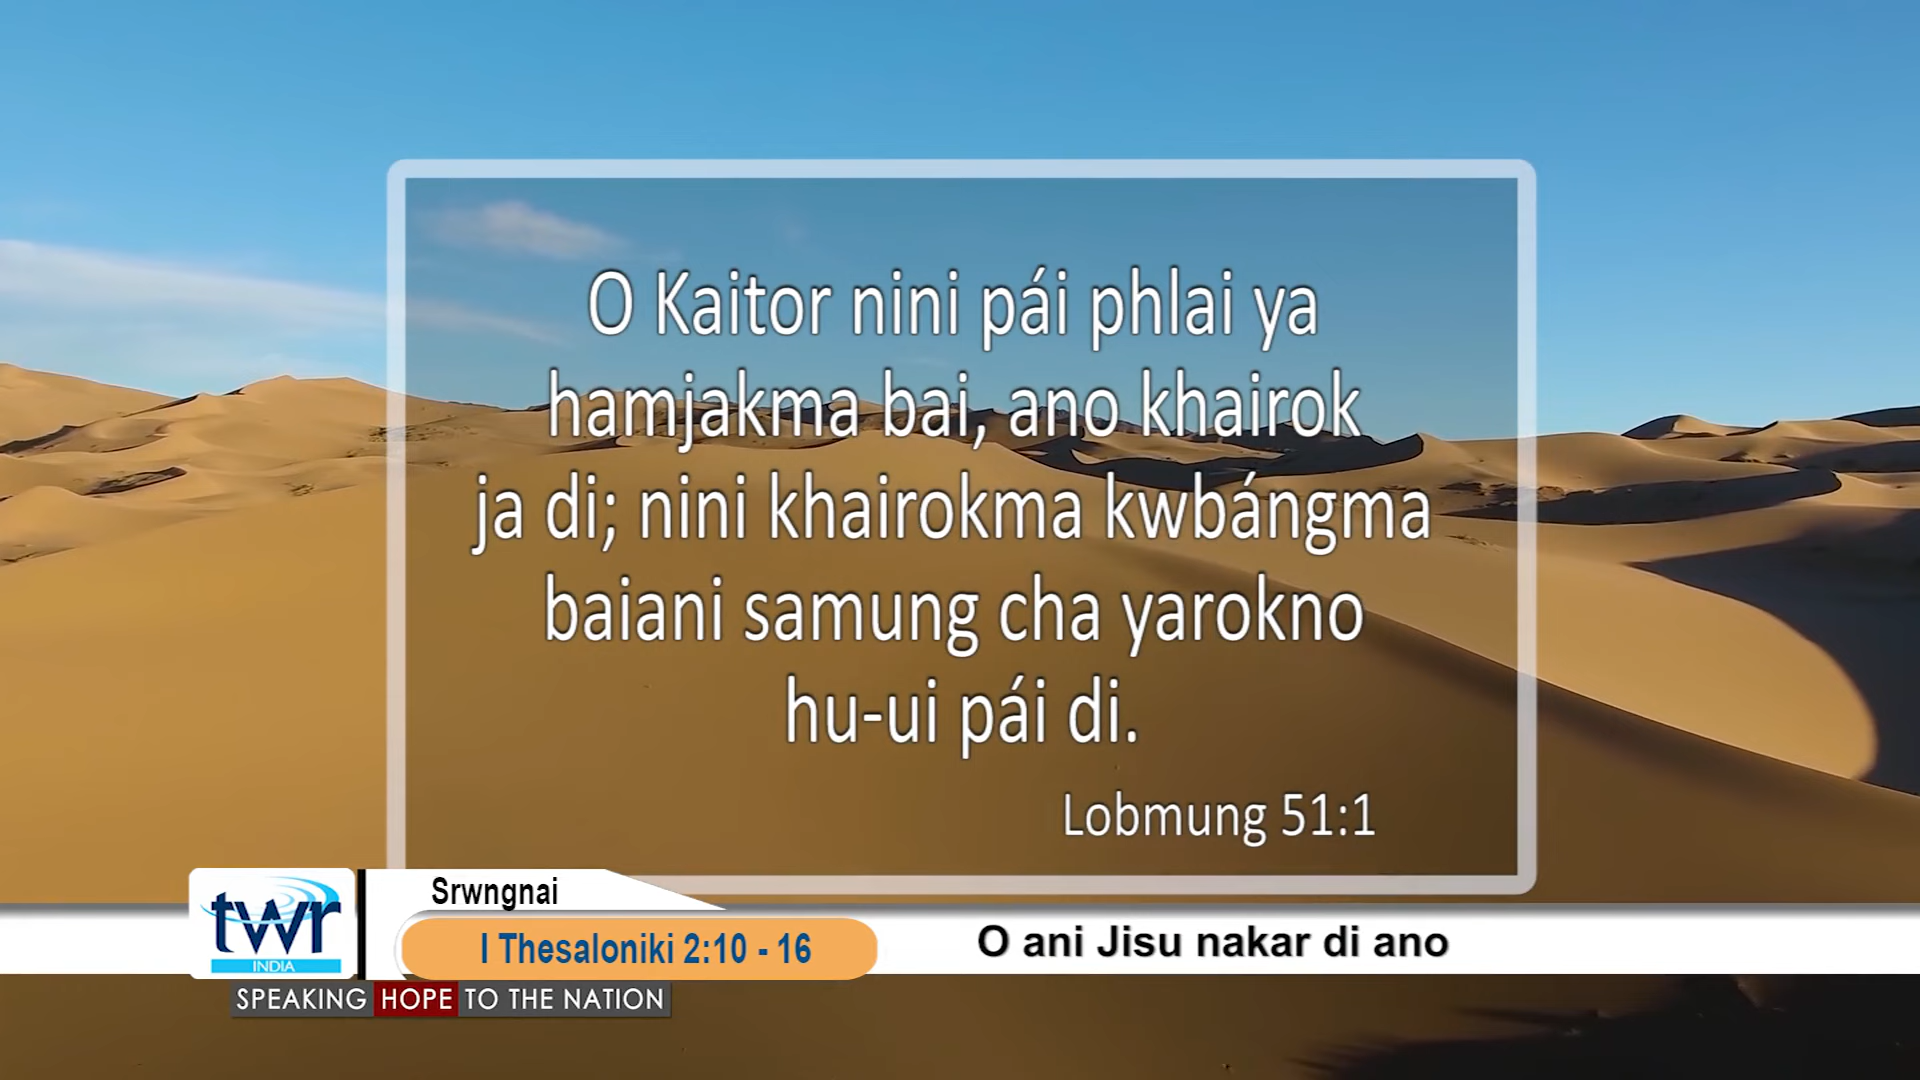 O Kaitor nini pái phlai ya
hamjakma bai, ano khairok
ja di; nini khairokma kwbángma
baiani samung cha yarokno
hu-ui pái di.
Lobmung 51:1
twr
INDIA
Srwngnai
I Thesaloniki 2:10 - 16
O ani Jisu nakar di ano
SPEAKING HOPE TO THE NATION